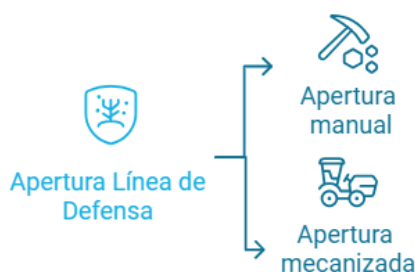 Apertura Línea de
Defensa
Apertura
manual
Apertura
mecanizada